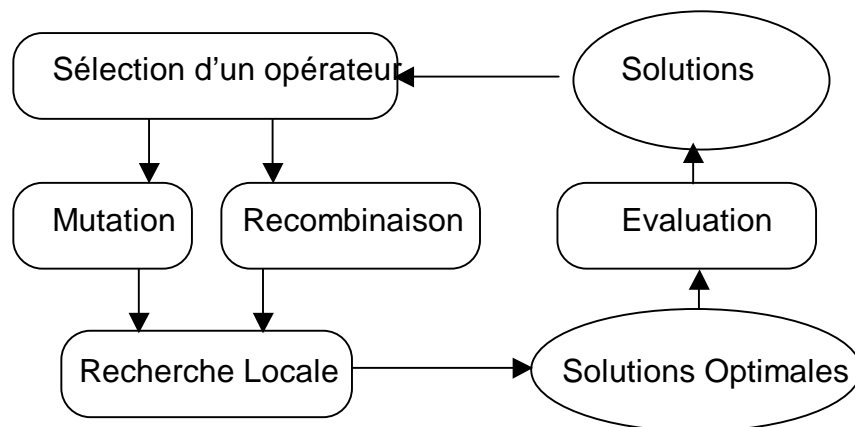 Sélection d’un opérateur
Solutions
Mutation
Recombinaison
Evaluation
Recherche Locale
Solutions Optimales